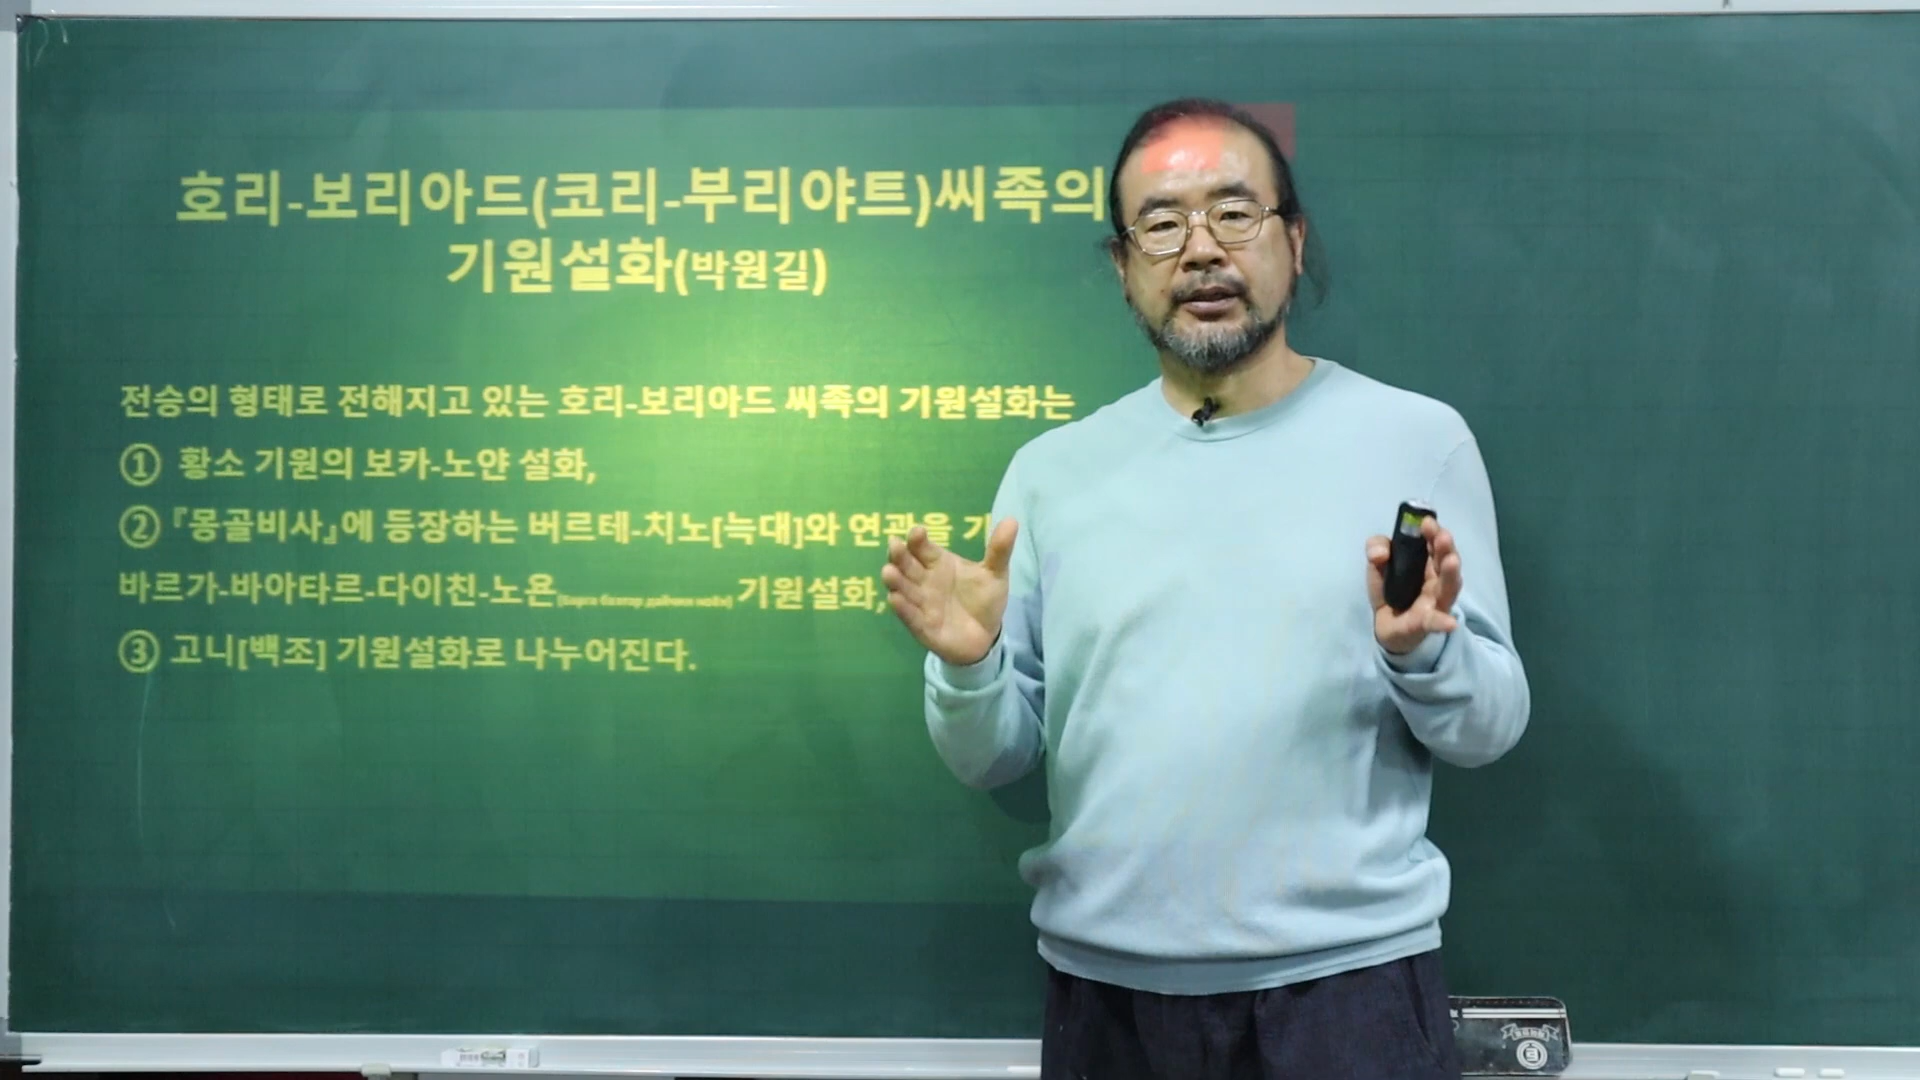 호리-보리아드(코리-부리야트)씨족의
기원설화(박원길)
전승의 형태로 전해지고 있는 호리-보리아드 씨족의 기원설화는
① 황소 기원의 보카-노얀 설화,
② 『몽골비사』에 등장하는 버르테-치노[늑대]와 연관을
바르가-바아타르-다이친-노욘 기원설화,
③ 고니[백조] 기원설화로 나누어진다.